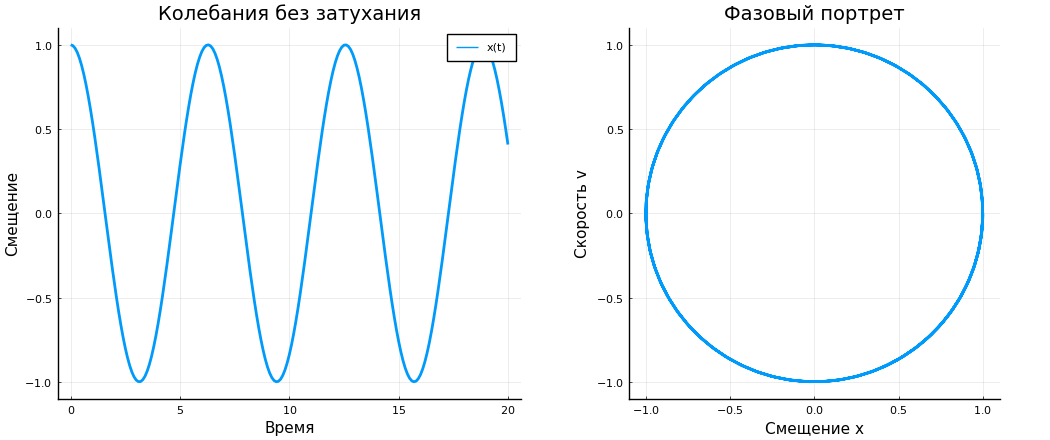 Колебания без затухания
x(t)
Смещение
1.0
0.5
0.0
−0.5
−1.0
0
5
10
15
20
Время
Фазовый портрет
Скорость v
1.0
0.5
0.0
−0.5
−1.0
−1.0
−0.5
0.0
0.5
1.0
Смещение x